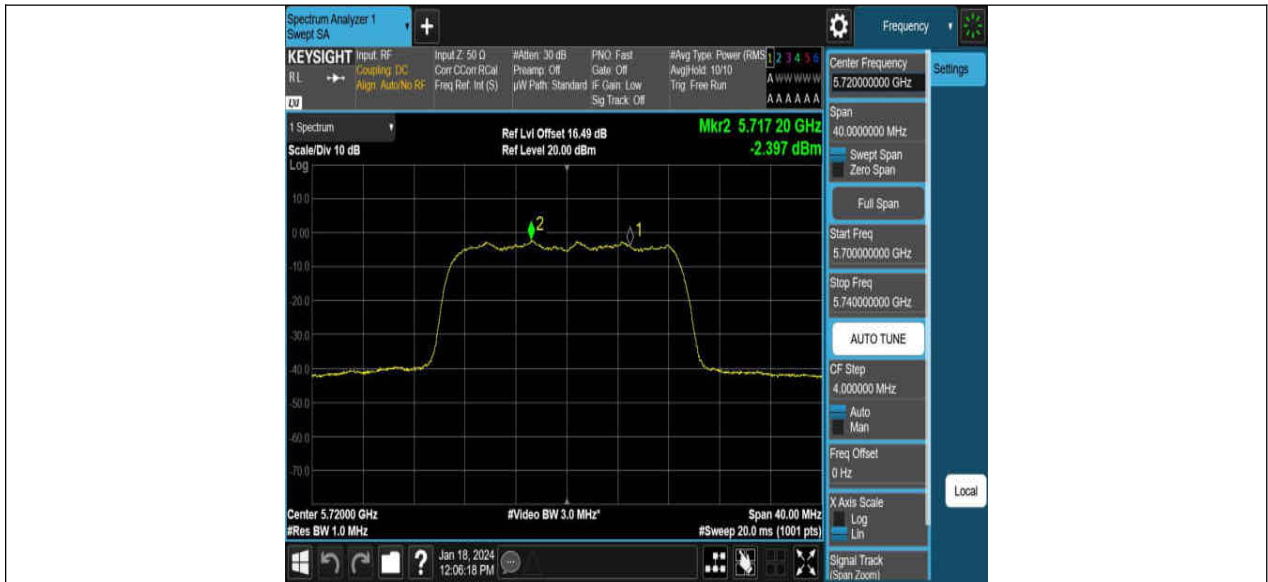 Spectrum Analyzer 1
Swept SA
+
Frequency
KEYSIGHT
RL
Input: RF
Coupling: DC
Align: Auto/No RF
Input Z: 50 Ω
Corr CCorr RCal
Freq Ref: Int (S)
#Atten: 30 dB
Preamp: Off
µW Path: Standard
PNO: Fast
Gate: Off
IF Gain: Low
Sig Track: Off
#Avg Type: Power (RMS
Avg|Hold: 10/10
Trig: Free Run
1 2 3 4 5 6
A W W W W W
A A A A A A
1 Spectrum
Scale/Div 10 dB
Ref Lvl Offset 16.49 dB
Ref Level 20.00 dBm
Mkr2 5.717 20 GHz
-2.397 dBm
Log
10.0
0.00
-10.0
-20.0
-30.0
-40.0
-50.0
-60.0
-70.0
2
1
Center 5.72000 GHz
#Res BW 1.0 MHz
#Video BW 3.0 MHz*
Span 40.00 MHz
#Sweep 20.0 ms (1001 pts)
?
Jan 18, 2024
12:06:18 PM
Center Frequency
5.720000000 GHz
Span
40.0000000 MHz
Swept Span
Zero Span
Full Span
Start Freq
5.700000000 GHz
Stop Freq
5.740000000 GHz
AUTO TUNE
CF Step
4.000000 MHz
Auto
Man
Freq Offset
0 Hz
X Axis Scale
Log
Lin
Signal Track
(Span Zoom)
Settings
Local